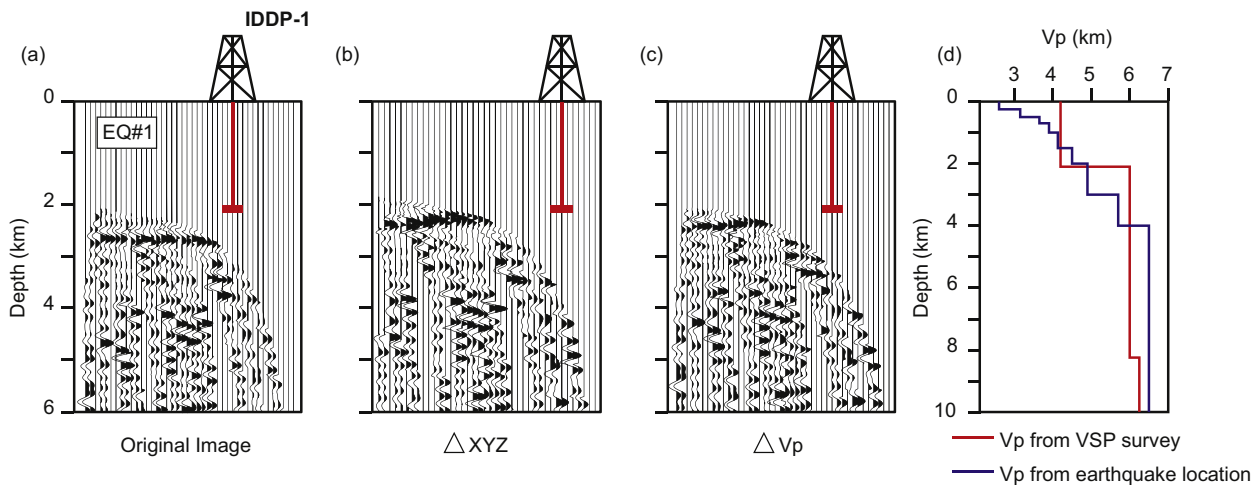 IDDP-1
(a)
(b)
(c)
(d)
Vp (km)
3 4 5 6 7
EQ#1
Depth (km)
0
2
4
6
Original Image
△ XYZ
△ Vp
Depth (km)
0
2
4
6
8
10
Vp from VSP survey
Vp from earthquake location